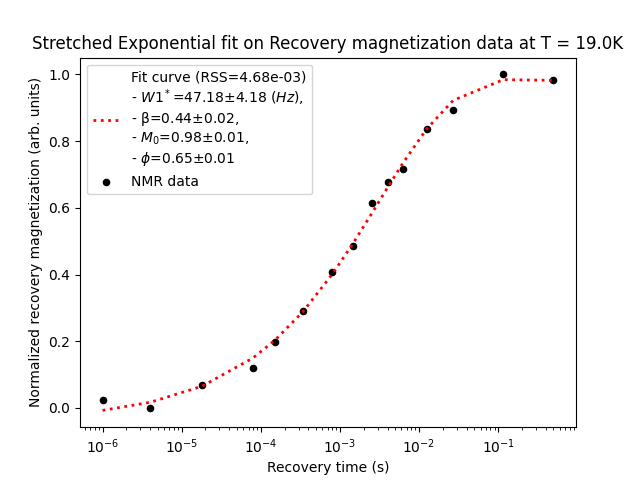 Stretched Exponential fit on Recovery magnetization data at T = 19.0K
Fit curve (RSS=4.68e-03)
- W1* =47.18±4.18 (Hz),
- β=0.44±0.02,
- M₀=0.98±0.01,
- ϕ=0.65±0.01
NMR data
Normalized recovery magnetization (arb. units)
1.0
0.8
0.6
0.4
0.2
0.0
10⁻⁶ 10⁻⁵ 10⁻⁴ 10⁻³ 10⁻² 10⁻¹
Recovery time (s)